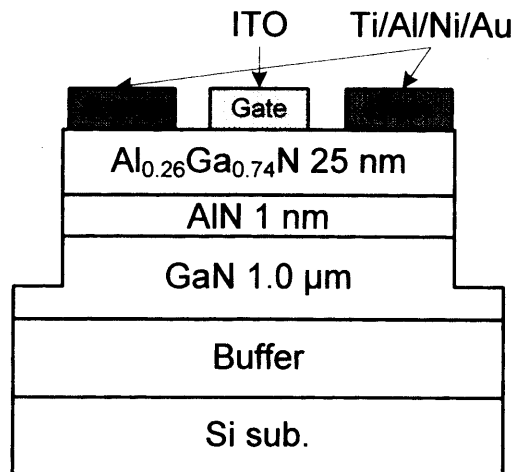 ITO Ti/Al/Ni/Au
Gate
Al₀.₂₆Ga₀.₇₄N 25 nm
AlN 1 nm
GaN 1.0 µm
Buffer
Si sub.